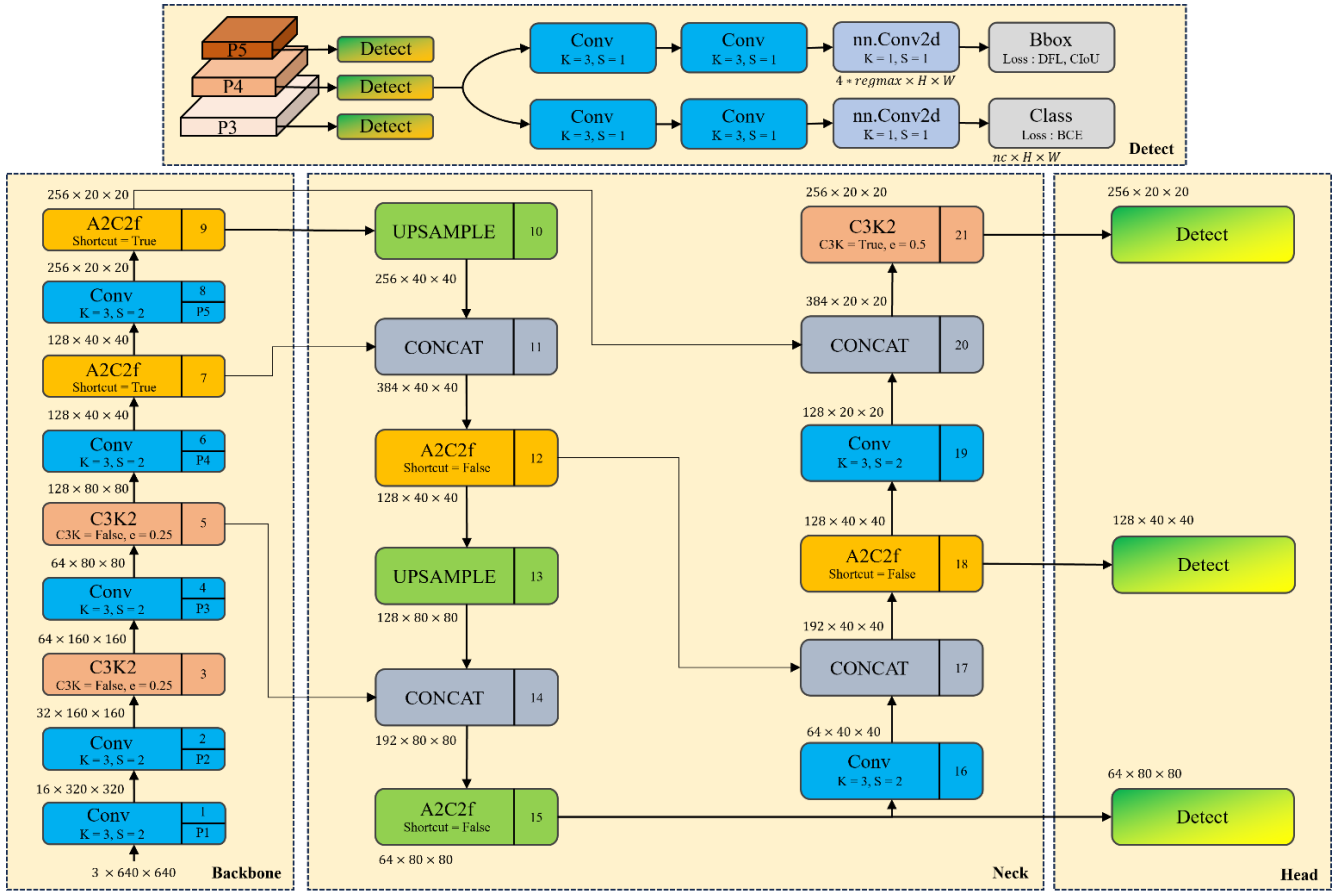 P5
P4
P3
Detect
Detect
Detect
Conv
K = 3, S = 1
Conv
K = 3, S = 1
nn.Conv2d
K = 1, S = 1
4 ∗ regmax × H × W
Bbox
Loss : DFL, CIoU
Conv
K = 3, S = 1
Conv
K = 3, S = 1
nn.Conv2d
K = 1, S = 1
Class
Loss : BCE
nc × H × W
Detect
256 × 20 × 20
A2C2f
Shortcut = True
9
256 × 20 × 20
Conv
K = 3, S = 2
8
P5
128 × 40 × 40
A2C2f
Shortcut = True
7
128 × 40 × 40
Conv
K = 3, S = 2
6
P4
128 × 80 × 80
C3K2
C3K = False, e = 0.25
5
64 × 80 × 80
Conv
K = 3, S = 2
4
P3
64 × 160 × 160
C3K2
C3K = False, e = 0.25
3
32 × 160 × 160
Conv
K = 3, S = 2
2
P2
16 × 320 × 320
Conv
K = 3, S = 2
1
P1
3 × 640 × 640
Backbone
UPSAMPLE
10
256 × 40 × 40
CONCAT
11
384 × 40 × 40
A2C2f
Shortcut = False
12
128 × 40 × 40
UPSAMPLE
13
128 × 80 × 80
CONCAT
14
192 × 80 × 80
A2C2f
Shortcut = False
15
64 × 80 × 80
256 × 20 × 20
C3K2
C3K = True, e = 0.5
21
384 × 20 × 20
CONCAT
20
128 × 20 × 20
Conv
K = 3, S = 2
19
128 × 40 × 40
A2C2f
Shortcut = False
18
192 × 40 × 40
CONCAT
17
64 × 40 × 40
Conv
K = 3, S = 2
16
Neck
256 × 20 × 20
Detect
128 × 40 × 40
Detect
64 × 80 × 80
Detect
Head